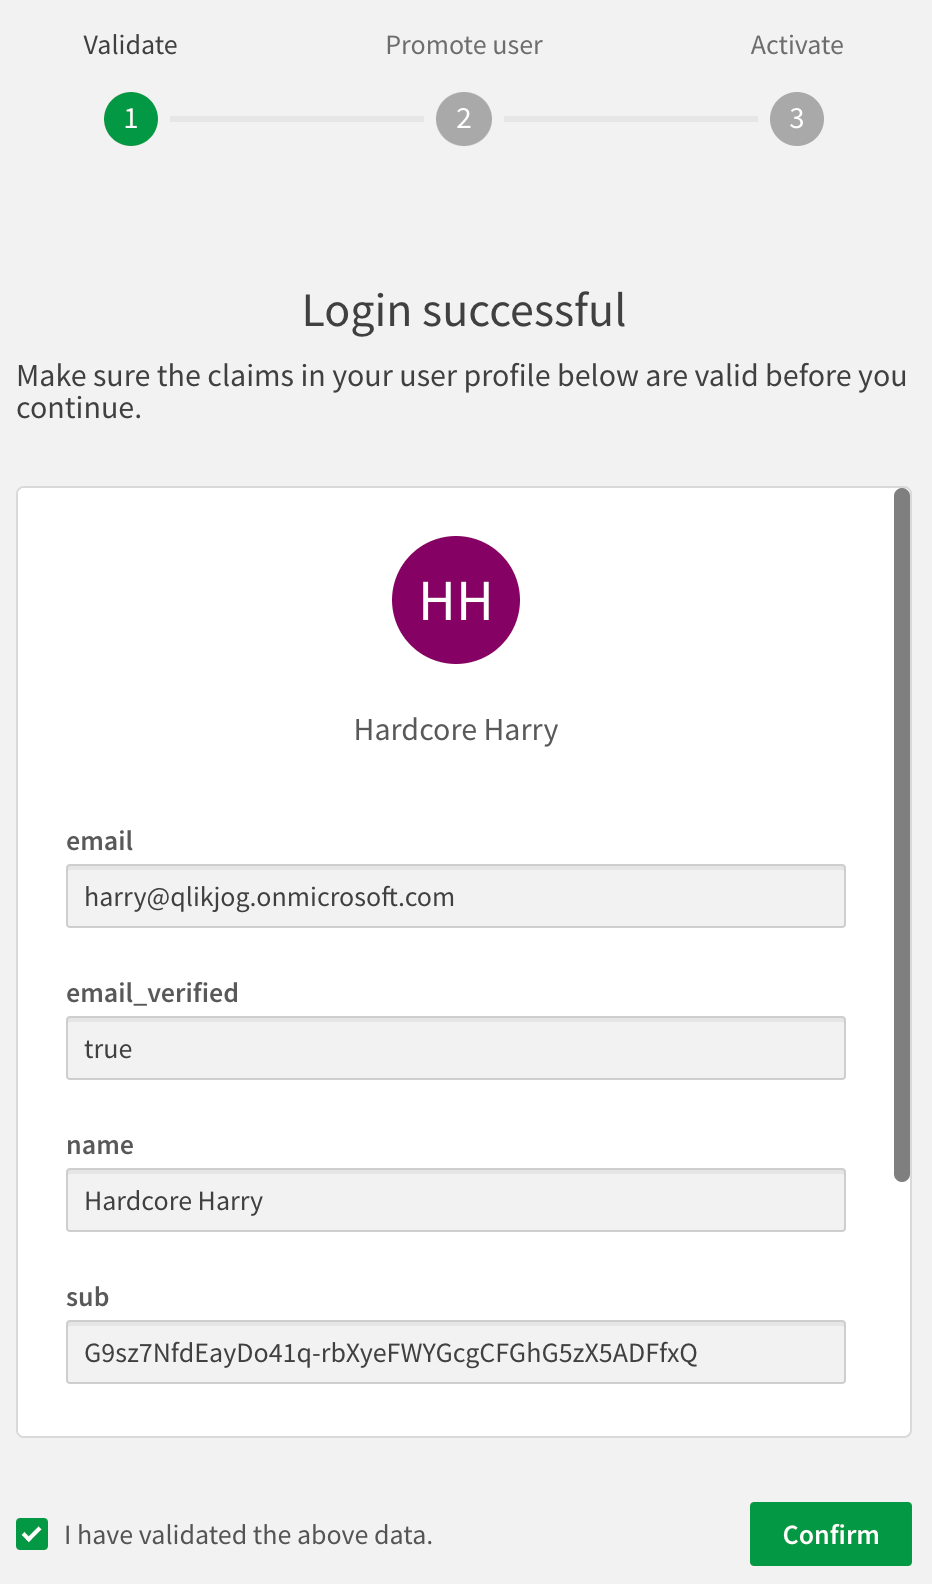 Validate Promote user Activate
1 2 3
Login successful
Make sure the claims in your user profile below are valid before you
continue.
HH
Hardcore Harry
email
harry@qlikjog.onmicrosoft.com
email_verified
true
name
Hardcore Harry
sub
G9sz7NfdEayDo41q-rbXyeFWYGcgCFGhG5zX5ADFfxQ
I have validated the above data. Confirm